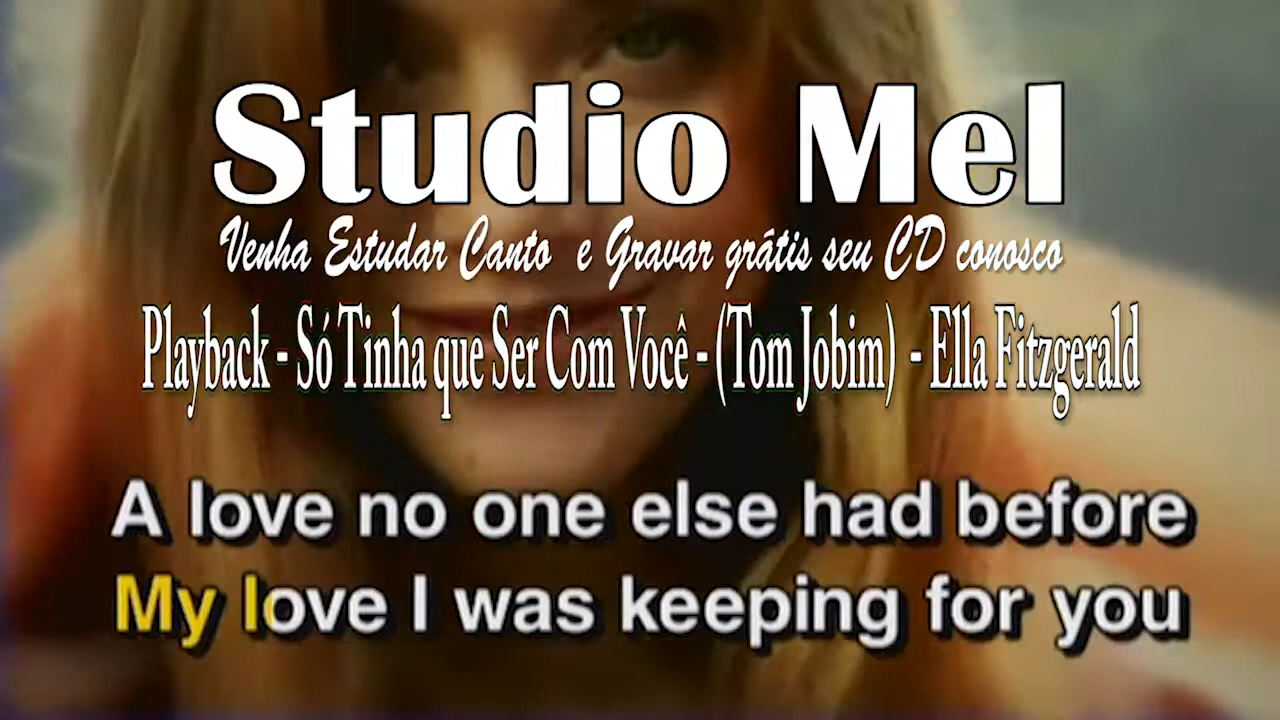 Studio Mel
Venha Estudar Canto e Gravar grátis seu CD conosco
Playback - Só Tinha que Ser Com Você - (Tom Jobim) - Ella Fitzgerald
A love no one else had before
My love I was keeping for you